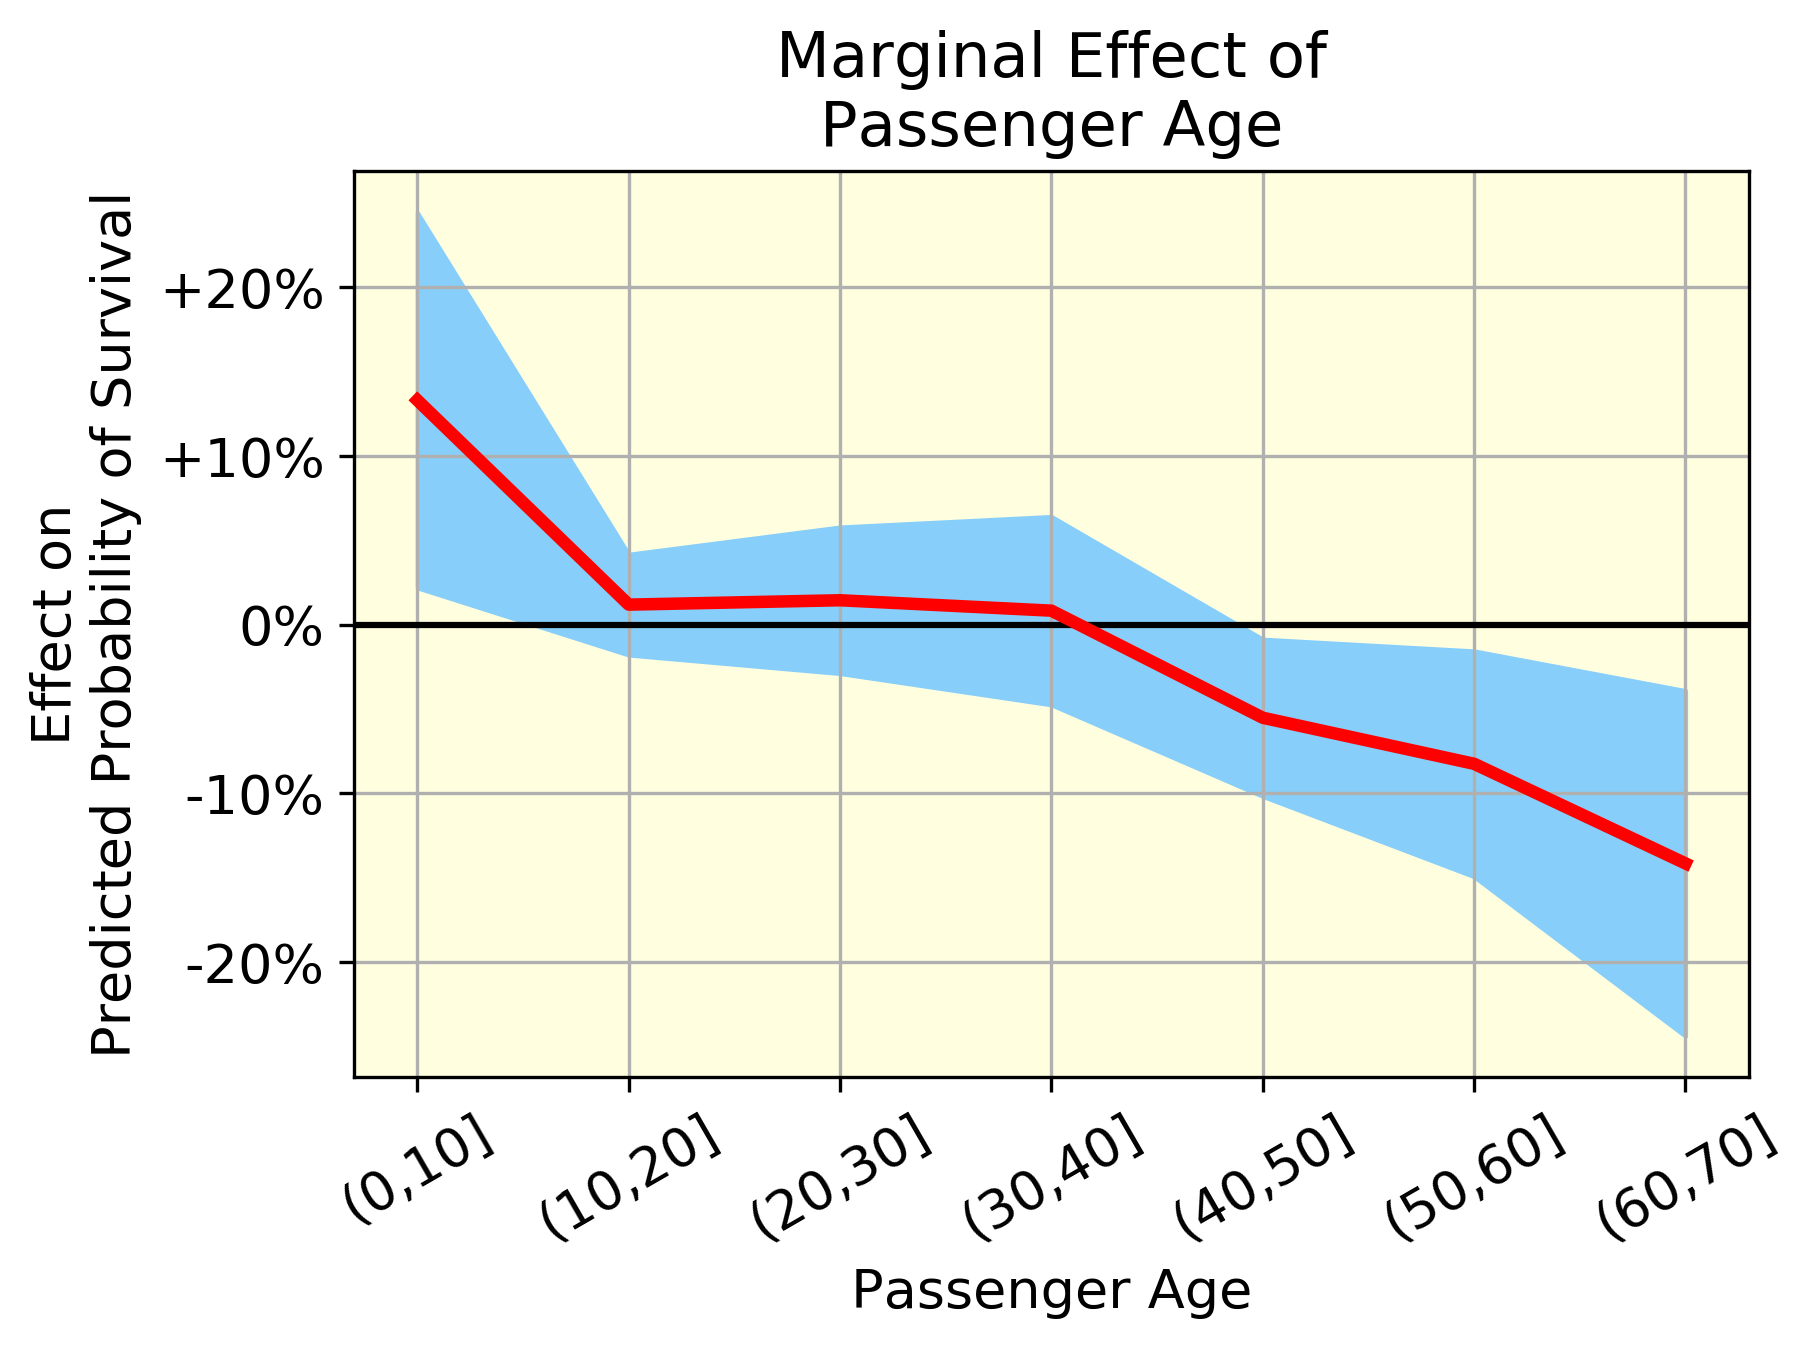 Marginal Effect of
Passenger Age
Effect on
Predicted Probability of Survival
+20%
+10%
0%
-10%
-20%
(0,10]
(10,20]
(20,30]
(30,40]
(40,50]
(50,60]
(60,70]
Passenger Age